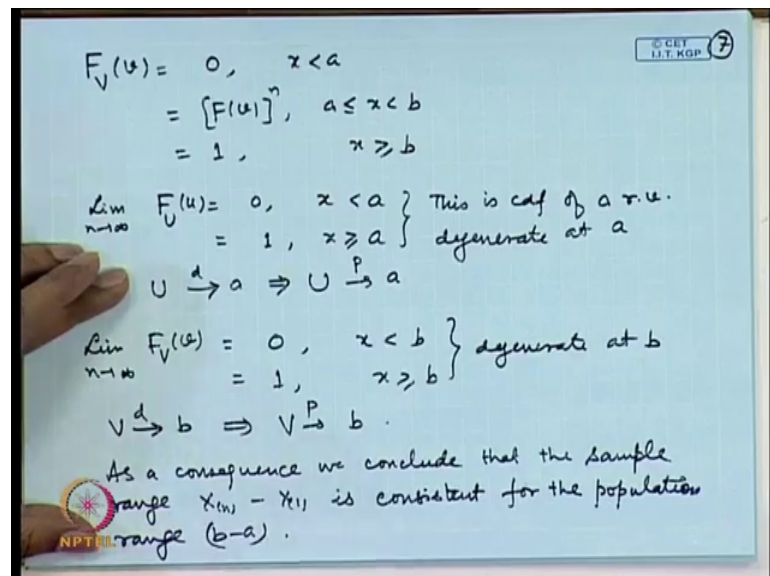 © CET
I.I.T. KGP
7
F_V(v) = 0, x < a
= [F(v)]^n, a ≤ x < b
= 1, x ≥ b
Lim n→∞ F_U(u) = 0, x < a } This is cdf of a r.u.
= 1, x ≥ a } degenerate at a
U →^d a ⇒ U →^P a
Lim n→∞ F_V(v) = 0, x < b } degenerate at b
= 1, x ≥ b
V →^d b ⇒ V →^P b.
As a consequence we conclude that the sample
range X_(n) - X_(1) is consistent for the population
range (b-a).
NPTEL